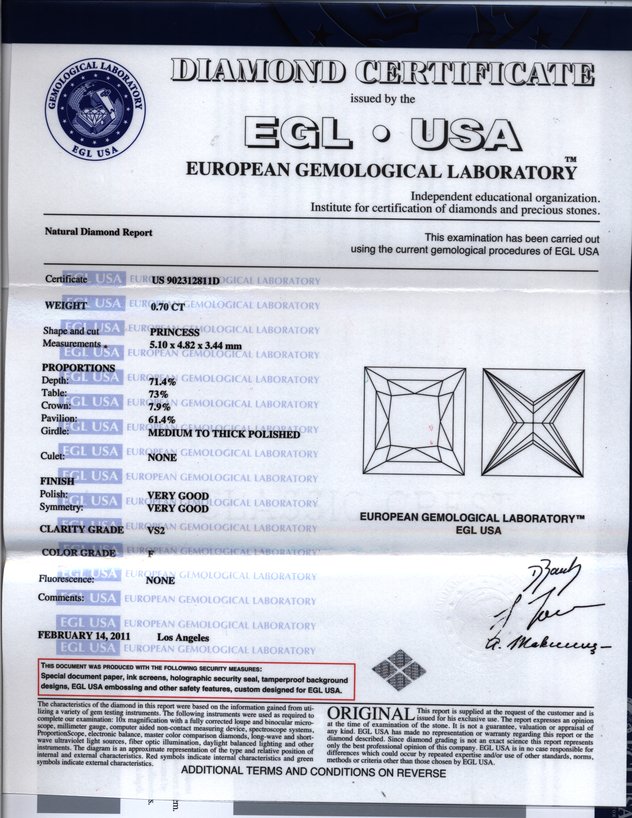 GEMOLOGICAL LABORATORY
EGL USA
DIAMOND CERTIFICATE
issued by the
EGL • USA
EUROPEAN GEMOLOGICAL LABORATORY™
Independent educational organization.
Institute for certification of diamonds and precious stones.
Natural Diamond Report
This examination has been carried out
using the current gemological procedures of EGL USA
Certificate US 902312811D
WEIGHT 0.70 CT
Shape and cut PRINCESS
Measurements 5.10 x 4.82 x 3.44 mm
PROPORTIONS
Depth: 71.4%
Table: 73%
Crown: 7.9%
Pavilion: 61.4%
Girdle: MEDIUM TO THICK POLISHED
Culet: NONE
FINISH
Polish: VERY GOOD
Symmetry: VERY GOOD
CLARITY GRADE VS2
COLOR GRADE F
Fluorescence: NONE
Comments:
EGL USA EUROPEAN GEMOLOGICAL LABORATORY
EUROPEAN GEMOLOGICAL LABORATORY™
EGL USA
FEBRUARY 14, 2011 Los Angeles
THIS DOCUMENT WAS PRODUCED WITH THE FOLLOWING SECURITY MEASURES:
Special document paper, ink screens, holographic security seal, tamperproof background
designs, EGL USA embossing and other safety features, custom designed for EGL USA.
The characteristics of the diamond in this report were based on the information gained from uti-
lizing a variety of gem testing instruments. The following instruments were used as required to
complete our examination: 10x magnification with a fully corrected loupe and binocular micro-
scope, millimeter gauge, computer aided non-contact measuring device, spectroscope systems,
ProportionScope, electronic balance, master color comparison diamonds, long-wave and short-
wave ultraviolet light sources, fiber optic illumination, daylight balanced lighting and other
instruments. The diagram is an approximate representation of the type and relative position of
internal and external characteristics. Red symbols indicate internal characteristics and green
symbols indicate external characteristics.
ORIGINAL This report is supplied at the request of the customer and is
issued for his exclusive use. The report expresses an opinion
at the time of examination of the stone. It is not a guarantee, valuation or appraisal of
any kind. EGL USA has made no representation or warranty regarding this report or the
diamond described. Since diamond grading is not an exact science this report represents
only the best professional opinion of this company. EGL USA is in no case responsible for
differences which could occur by repeated expertise and/or use of other standards, norms,
methods or criteria other than those chosen by EGL USA.
ADDITIONAL TERMS AND CONDITIONS ON REVERSE